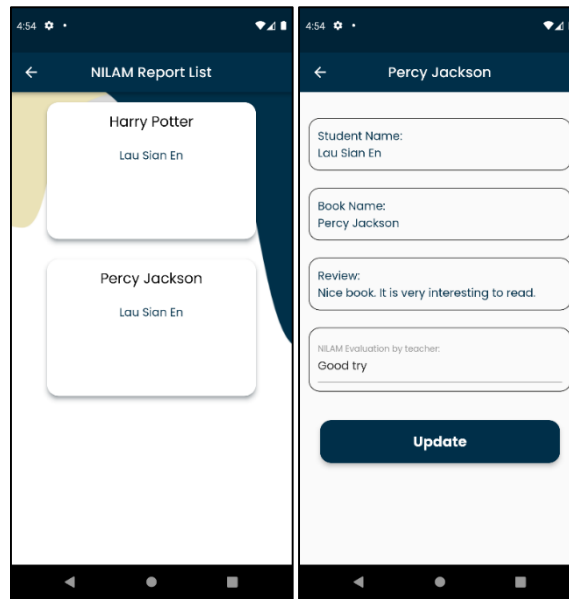 4:54
NILAM Report List
Harry Potter
Lau Sian En
Percy Jackson
Lau Sian En
4:54
Percy Jackson
Student Name:
Lau Sian En
Book Name:
Percy Jackson
Review:
Nice book. It is very interesting to read.
NILAM Evaluation by teacher:
Good try
Update